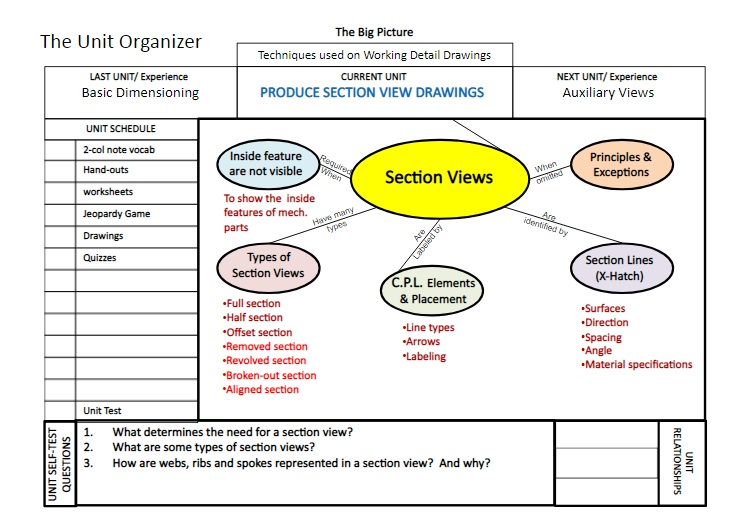 The Big Picture
The Unit Organizer
Techniques used on Working Detail Drawings
LAST UNIT/ Experience
Basic Dimensioning
CURRENT UNIT
PRODUCE SECTION VIEW DRAWINGS
NEXT UNIT/ Experience
Auxiliary Views
UNIT SCHEDULE
2-col note vocab
Hand-outs
worksheets
Jeopardy Game
Drawings
Quizzes
Unit Test
Inside feature
are not visible
To show the inside
features of mech.
parts
Required
When
Section Views
When
omitted
Principles &
Exceptions
Have many
types
Types of
Section Views
•Full section
•Half section
•Offset section
•Removed section
•Revolved section
•Broken-out section
•Aligned section
Are
Labeled by
C.P.L. Elements
& Placement
•Line types
•Arrows
•Labeling
Are
identified by
Section Lines
(X-Hatch)
•Surfaces
•Direction
•Spacing
•Angle
•Material specifications
UNIT SELF-TEST
QUESTIONS
1. What determines the need for a section view?
2. What are some types of section views?
3. How are webs, ribs and spokes represented in a section view? And why?
UNIT
RELATIONSHIPS